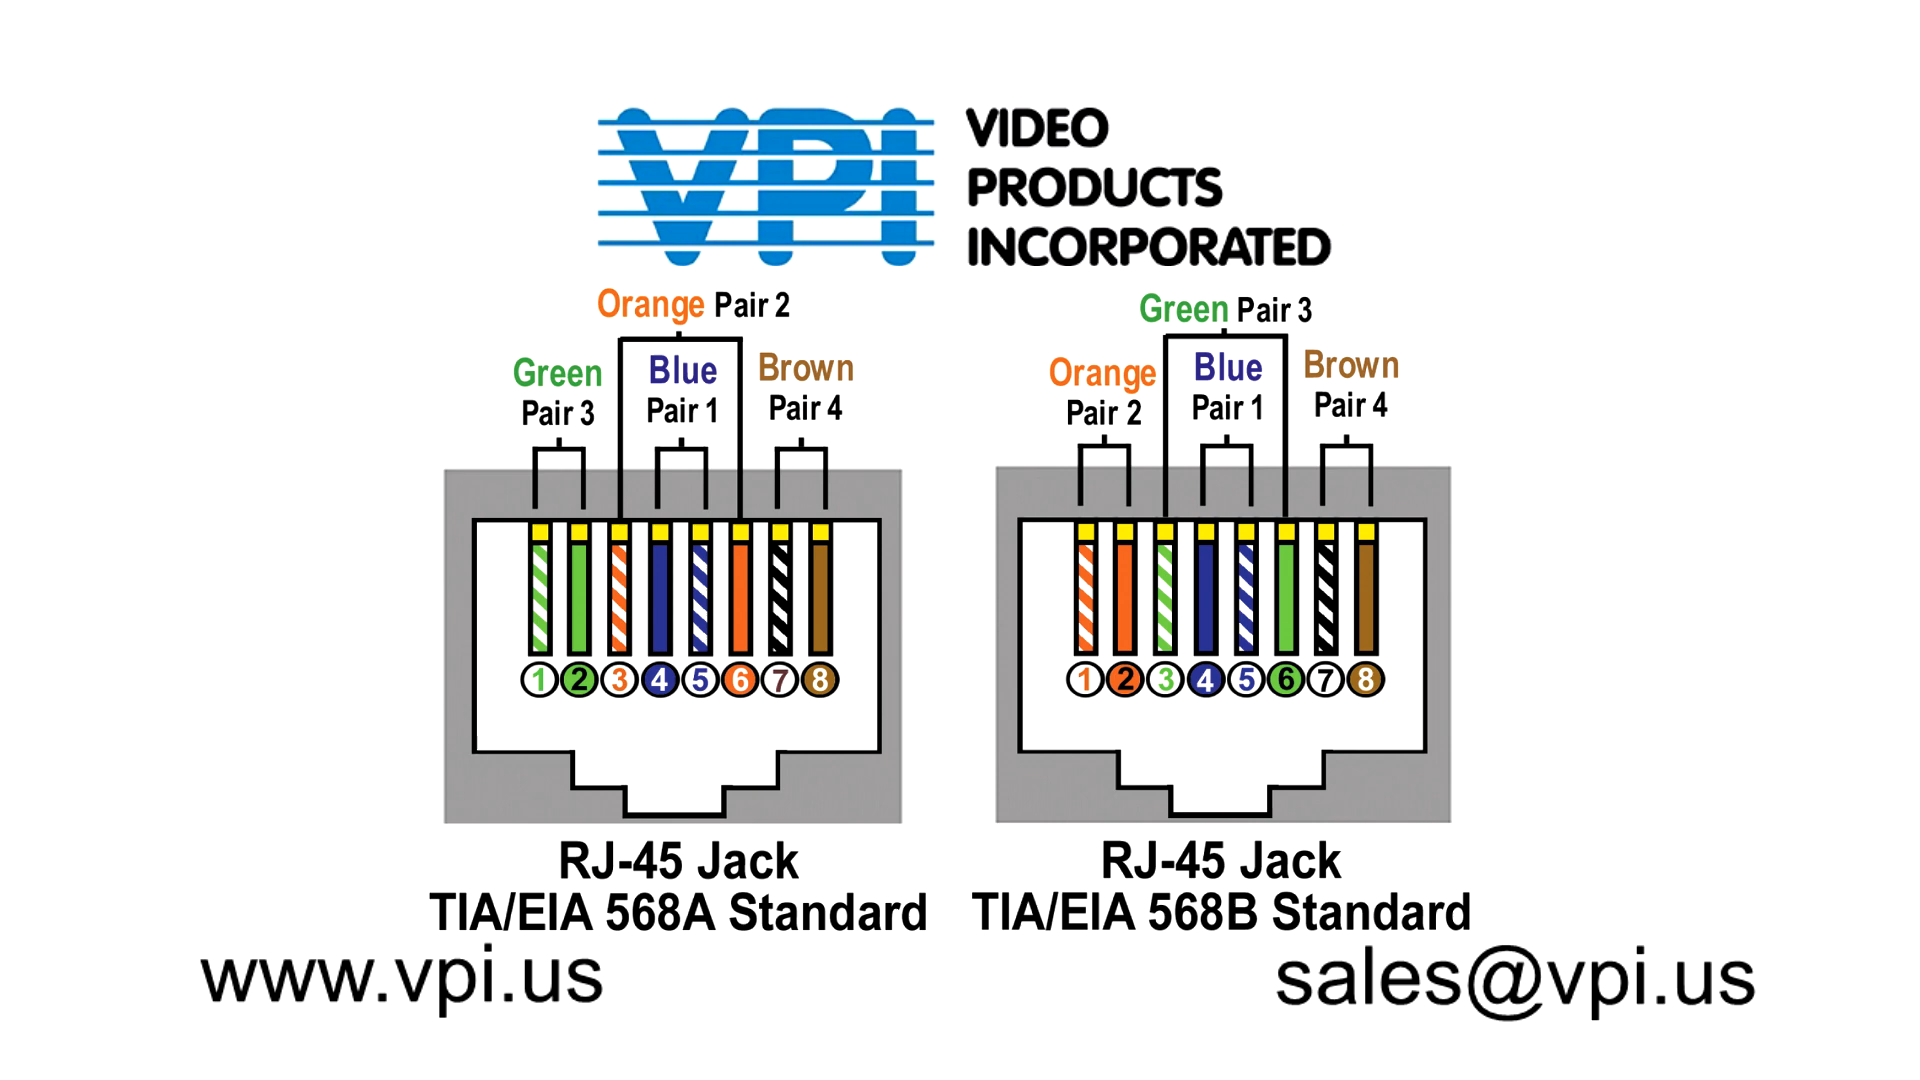 VPI
VIDEO
PRODUCTS
INCORPORATED
Orange Pair 2
Green
Pair 3
Blue
Pair 1
Brown
Pair 4
1 2 3 4 5 6 7 8
RJ-45 Jack
TIA/EIA 568A Standard
Green Pair 3
Orange
Pair 2
Blue
Pair 1
Brown
Pair 4
1 2 3 4 5 6 7 8
RJ-45 Jack
TIA/EIA 568B Standard
www.vpi.us
sales@vpi.us